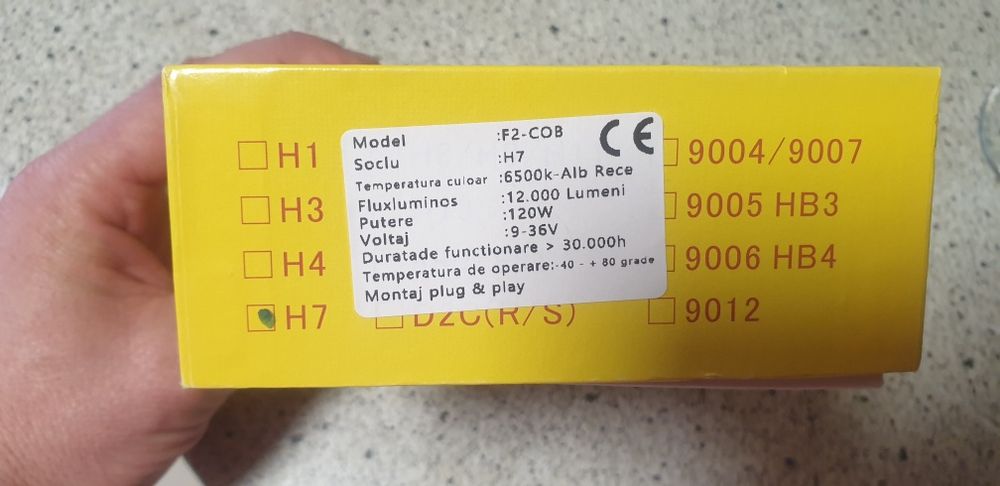 H1
H3
H4
H7
Model :F2-COB
Soclu :H7
Temperatura culoar :6500k-Alb Rece
Fluxluminos :12.000 Lumeni
Putere :120W
Voltaj :9-36V
Duratade functionare > 30.000h
Temperatura de operare:-40 - + 80 grade
Montaj plug & play
CE
D2C(R/S)
9004/9007
9005 HB3
9006 HB4
9012